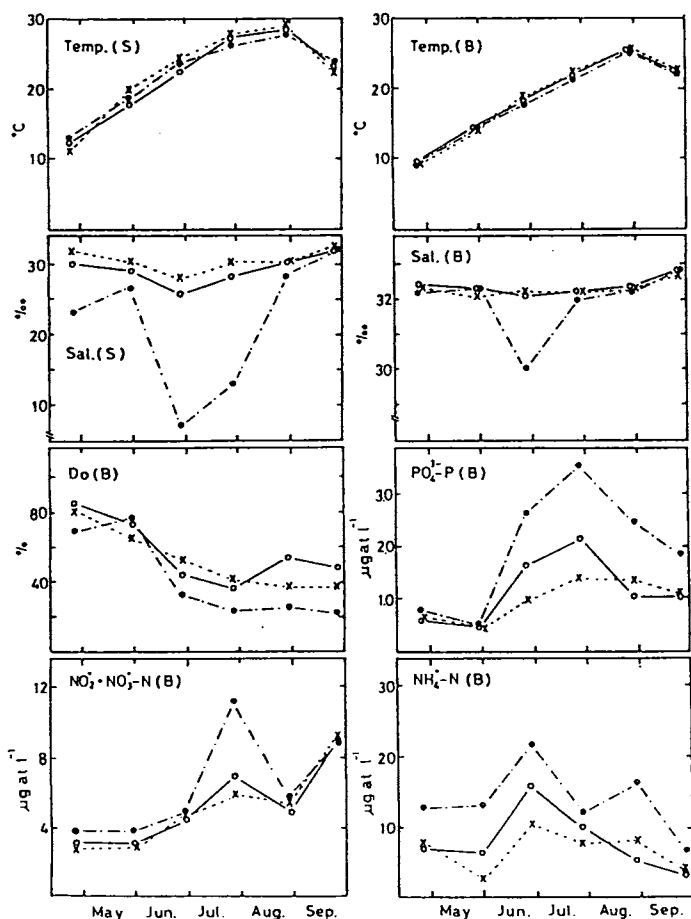 Temp.(S)
30
20
10
°C
Temp.(B)
30
20
10
°C
30
20
10
%o
Sal.(S)
Sal.(B)
32
30
%o
Do(B)
80
40
%
PO₄³⁻-P(B)
3.0
2.0
1.0
µg at l⁻¹
NO₂⁻+NO₃⁻-N(B)
12
8
4
µg at l⁻¹
NH₄⁺-N(B)
30
20
10
µg at l⁻¹
May Jun. Jul. Aug. Sep.
May Jun. Jul. Aug. Sep.